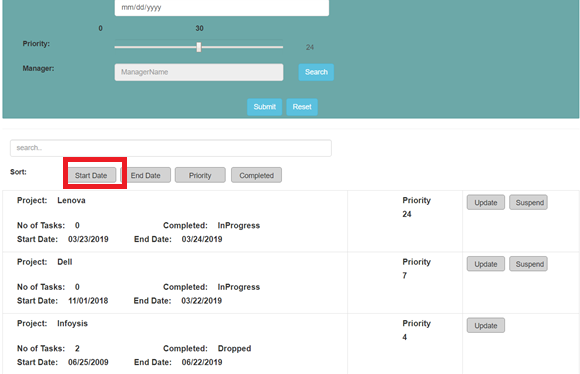 mm/dd/yyyy
0 30
Priority: 24
Manager: ManagerName Search
Submit Reset
search..
Sort: Start Date End Date Priority Completed
Project: Lenova Priority Update Suspend
24
No of Tasks: 0 Completed: InProgress
Start Date: 03/23/2019 End Date: 03/24/2019
Project: Dell Priority Update Suspend
7
No of Tasks: 0 Completed: InProgress
Start Date: 11/01/2018 End Date: 03/22/2019
Project: Infoysis Priority Update
4
No of Tasks: 2 Completed: Dropped
Start Date: 06/25/2009 End Date: 06/22/2019